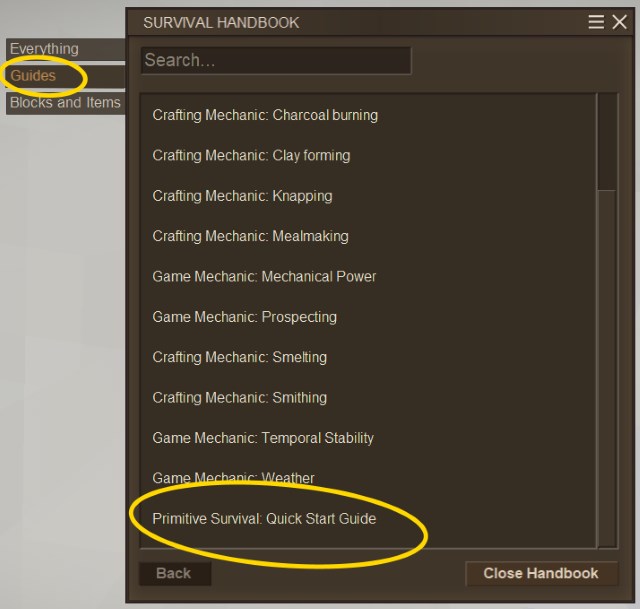 SURVIVAL HANDBOOK
Everything
Guides
Blocks and Items
Search...
Crafting Mechanic: Charcoal burning
Crafting Mechanic: Clay forming
Crafting Mechanic: Knapping
Crafting Mechanic: Mealmaking
Game Mechanic: Mechanical Power
Game Mechanic: Prospecting
Crafting Mechanic: Smelting
Crafting Mechanic: Smithing
Game Mechanic: Temporal Stability
Game Mechanic: Weather
Primitive Survival: Quick Start Guide
Back
Close Handbook